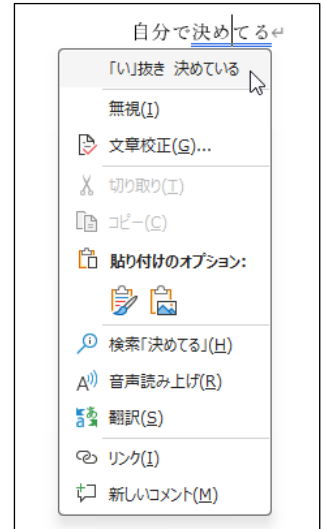 自分で決めてる↵
「い」抜き 決めている
無視(I)
文章校正(G)...
切り取り(T)
コピー(C)
貼り付けのオプション:
検索「決めてる」(H)
音声読み上げ(R)
翻訳(S)
リンク(I)
新しいコメント(M)